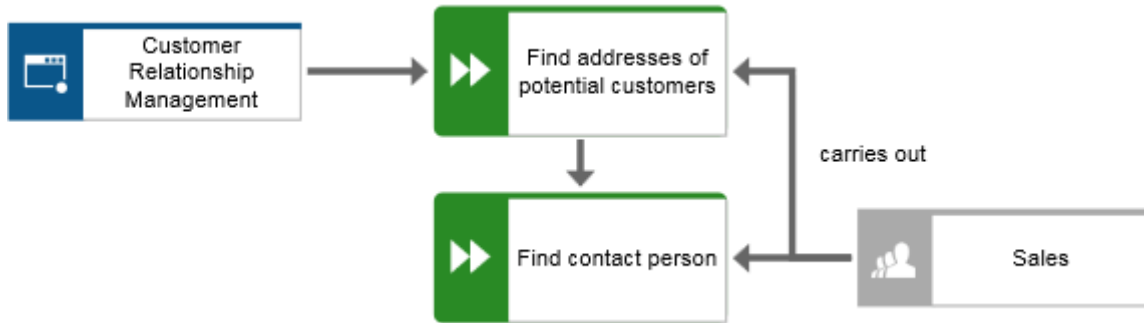 Customer
Relationship
Management
Find addresses of
potential customers
carries out
Find contact person
Sales